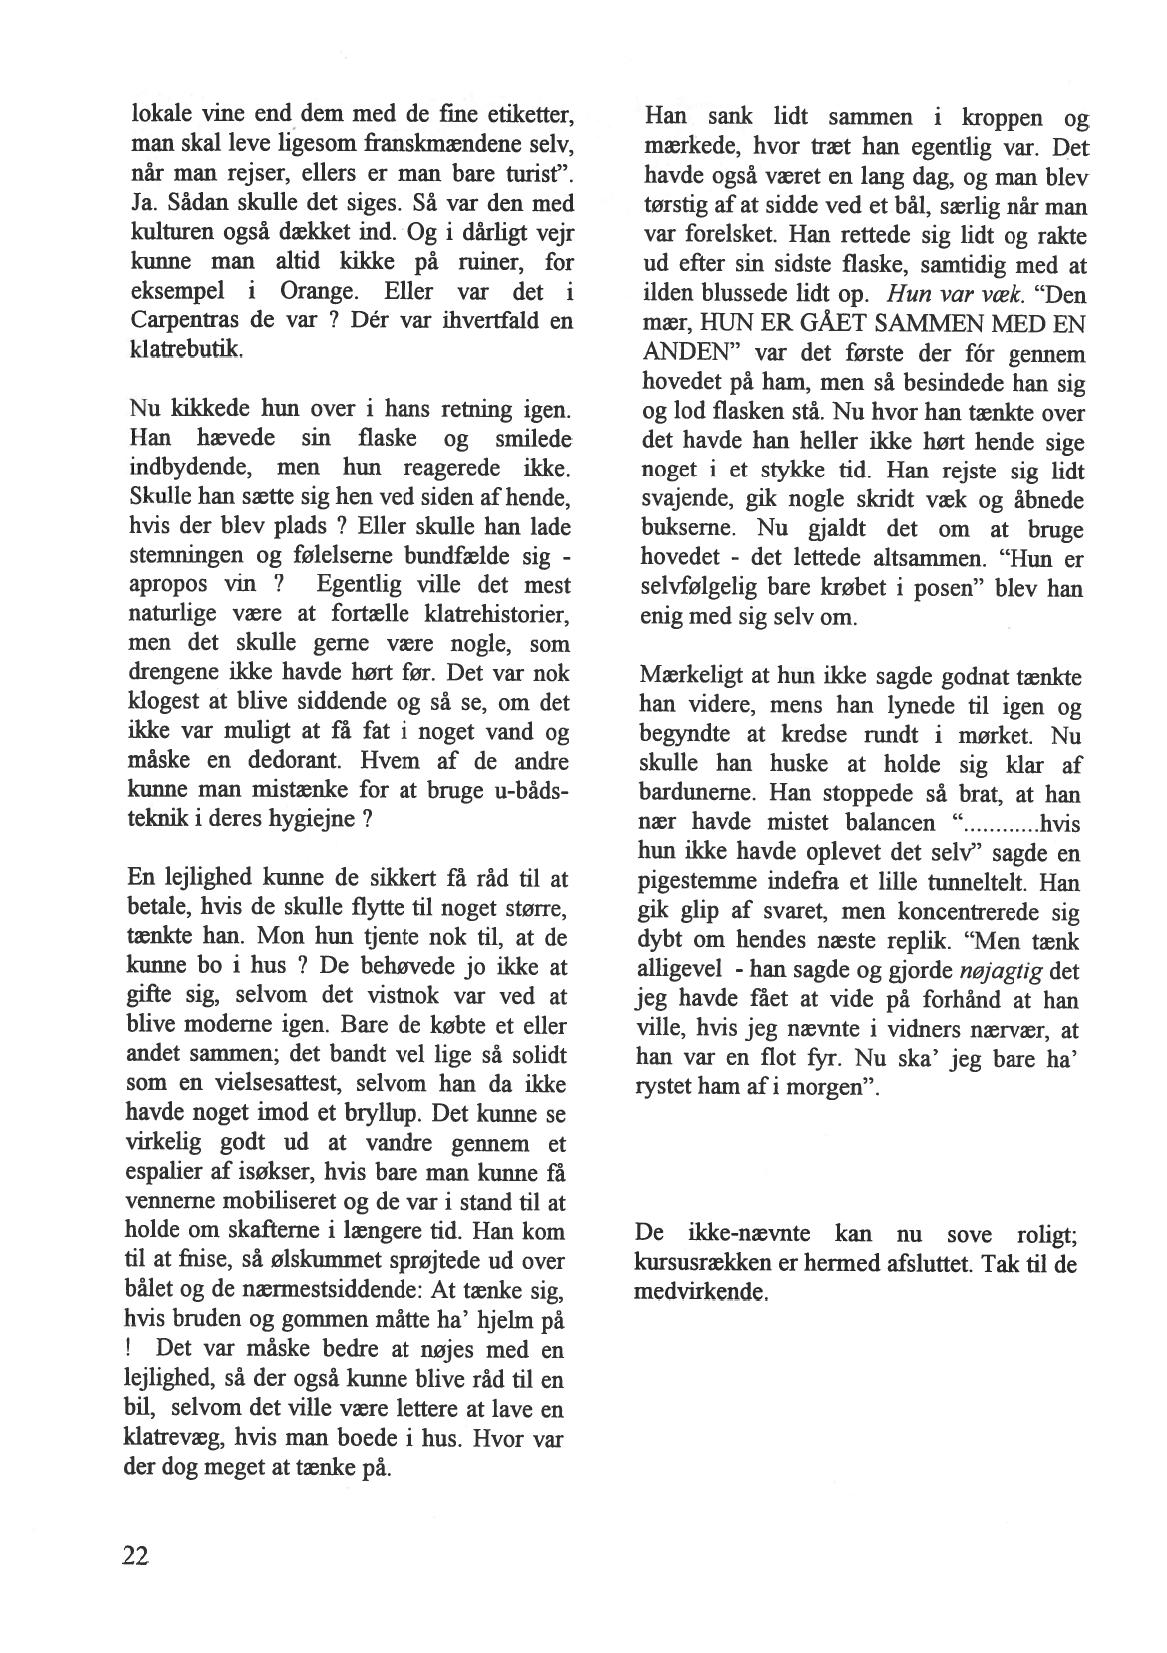 lokale vine end dem med de fine etiketter,
man skal leve ligesom franskmændene selv,
når man rejser, ellers er man bare turist”.
Ja. Sådan skulle det siges. Så var den med
kulturen også dækket ind. Og i dårligt vejr
kunne man altid kikke på ruiner, for
eksempel i Orange. Eller var det i
Carpentras de var ? Dér var ihvertfald en
klatrebutik.

Nu kikkede hun over i hans retning igen.
Han hævede sin flaske og smilede
indbydende, men hun reagerede ikke.
Skulle han sætte sig hen ved siden af hende,
hvis der blev plads ? Eller skulle han lade
stemningen og følelserne bundfælde sig -
apropos vin ? Egentlig ville det mest
naturlige være at fortælle klatrehistorier,
men det skulle gerne være nogle, som
drengene ikke havde hørt før. Det var nok
klogest at blive siddende og så se, om det
ikke var muligt at få fat i noget vand og
måske en dedorant. Hvem af de andre
kunne man mistænke for at bruge u-båds-
teknik i deres hygiejne ?

En lejlighed kunne de sikkert få råd til at
betale, hvis de skulle flytte til noget større,
tænkte han. Mon hun tjente nok til, at de
kunne bo i hus ? De behøvede jo ikke at
gifte sig, selvom det vistnok var ved at
blive moderne igen. Bare de købte et eller
andet sammen; det bandt vel lige så solidt
som en vielsesattest, selvom han da ikke
havde noget imod et bryllup. Det kunne se
virkelig godt ud at vandre gennem et
espalier af isøkser, hvis bare man kunne få
vennerne mobiliseret og de var i stand til at
holde om skafterne i længere tid. Han kom
til at fnise, så ølskummet sprøjtede ud over
bålet og de nærmestsiddende: At tænke sig,
hvis bruden og gommen måtte ha’ hjelm på
! Det var måske bedre at nøjes med en
lejlighed, så der også kunne blive råd til en
bil, selvom det ville være lettere at lave en
klatrevæg, hvis man boede i hus. Hvor var
der dog meget at tænke på.

Han sank lidt sammen i kroppen og
mærkede, hvor træt han egentlig var. Det
havde også været en lang dag, og man blev
tørstig af at sidde ved et bål, særlig når man
var forelsket. Han rettede sig lidt og rakte
ud efter sin sidste flaske, samtidig med at
ilden blussede lidt op. Hun var væk. “Den
mær, HUN ER GÅET SAMMEN MED EN
ANDEN” var det første der fór gennem
hovedet på ham, men så besindede han sig
og lod flasken stå. Nu hvor han tænkte over
det havde han heller ikke hørt hende sige
noget i et stykke tid. Han rejste sig lidt
svajende, gik nogle skridt væk og åbnede
bukserne. Nu gjaldt det om at bruge
hovedet - det lettede altsammen. “Hun er
selvfølgelig bare krøbet i posen” blev han
enig med sig selv om.

Mærkeligt at hun ikke sagde godnat tænkte
han videre, mens han lynede til igen og
begyndte at kredse rundt i mørket. Nu
skulle han huske at holde sig klar af
bardunerne. Han stoppede så brat, at han
nær havde mistet balancen “............hvis
hun ikke havde oplevet det selv” sagde en
pigestemme indefra et lille tunneltelt. Han
gik glip af svaret, men koncentrerede sig
dybt om hendes næste replik. “Men tænk
alligevel - han sagde og gjorde nøjagtig det
jeg havde fået at vide på forhånd at han
ville, hvis jeg nævnte i vidners nærvær, at
han var en flot fyr. Nu ska’ jeg bare ha’
rystet ham af i morgen”.

De ikke-nævnte kan nu sove roligt;
kursusrækken er hermed afsluttet. Tak til de
medvirkende.

22